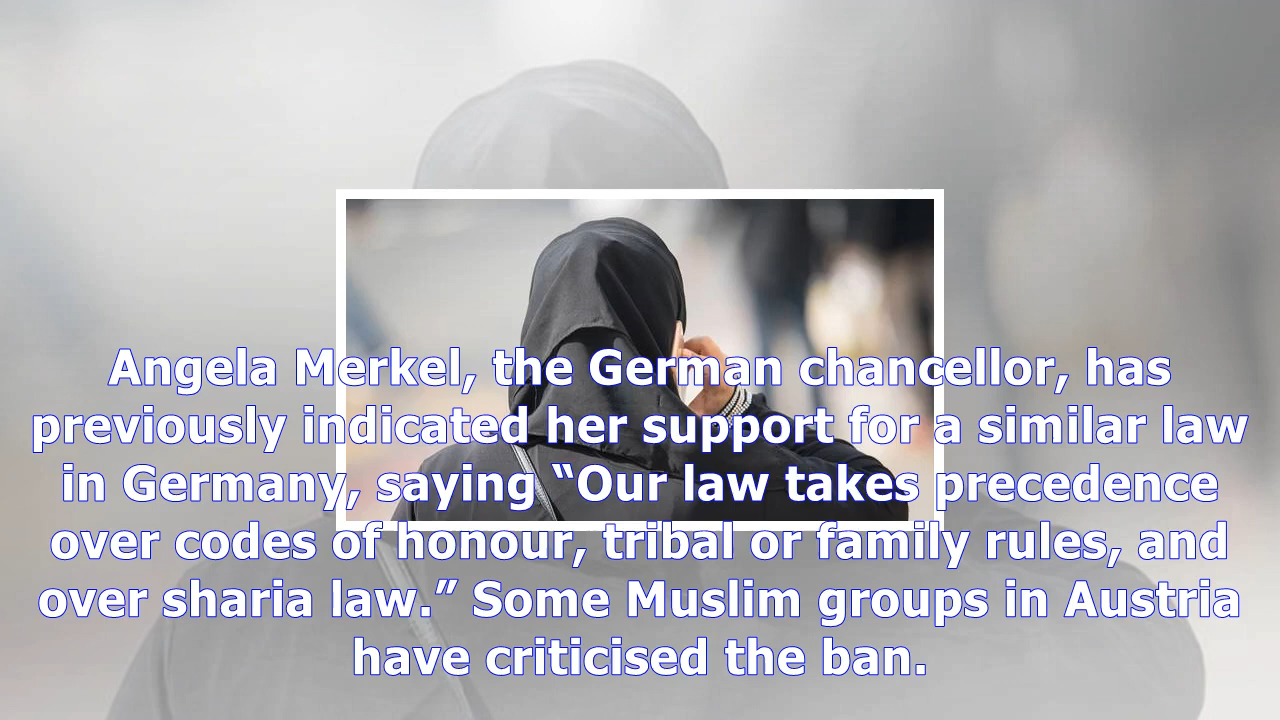 Angela Merkel, the German chancellor, has
previously indicated her support for a similar law
in Germany, saying “Our law takes precedence
over codes of honour, tribal or family rules, and
over sharia law.” Some Muslim groups in Austria
have criticised the ban.